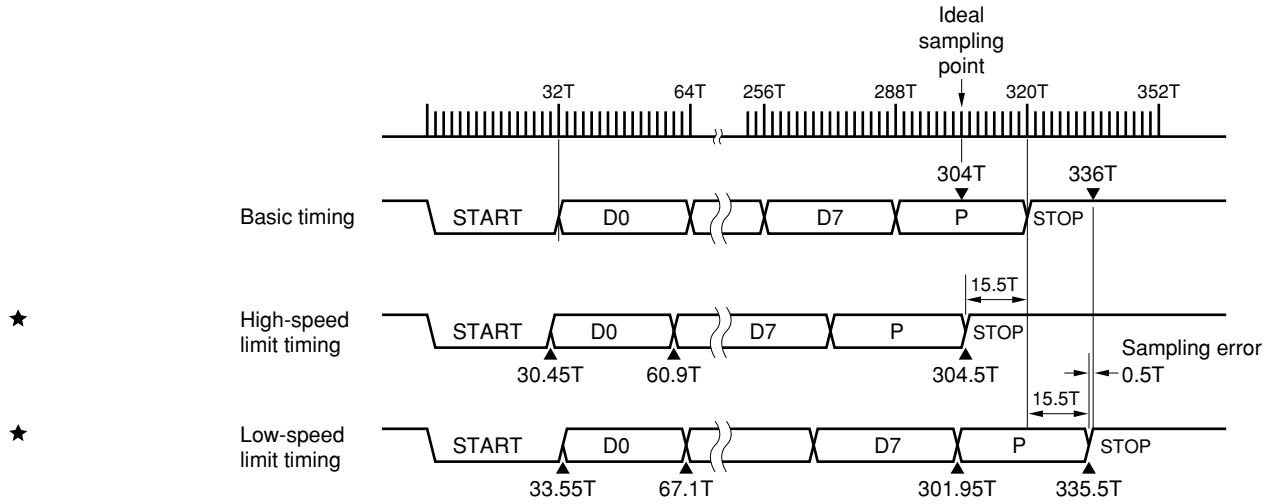 Ideal
sampling
point
32T 64T 256T 288T 320T 352T
304T 336T
Basic timing START D0 D7 P STOP
15.5T
★ High-speed
limit timing START D0 D7 P STOP
30.45T 60.9T 304.5T
Sampling error
0.5T
15.5T
★ Low-speed
limit timing START D0 D7 P STOP
33.55T 67.1T 301.95T 335.5T